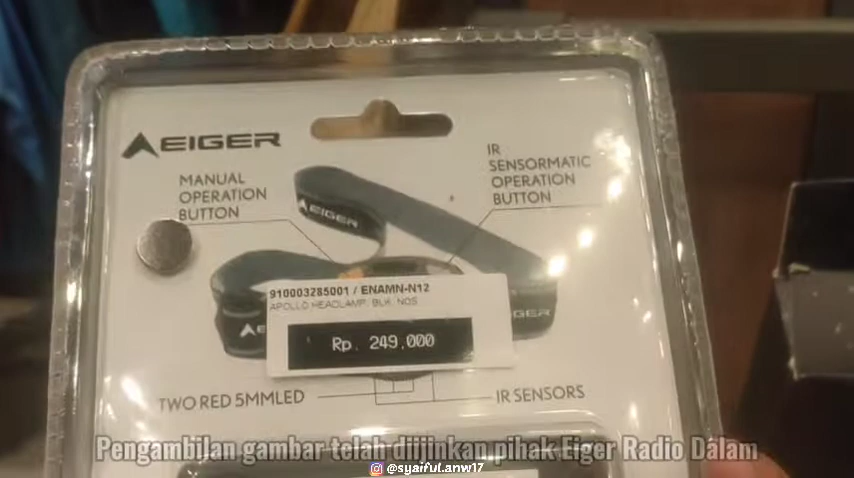 EIGER
MANUAL
OPERATION
BUTTON
IR
SENSORMATIC
OPERATION
BUTTON
EIGER
910003285001 / ENAMN-N12
APOLLO HEADLAMP, BLK, NOS
Rp. 249.000
EIGER
TWO RED 5MMLED
IR SENSORS
Pengambilan gambar telah diijinkan pihak Eiger Radio Dalam
@syaiful.anw17